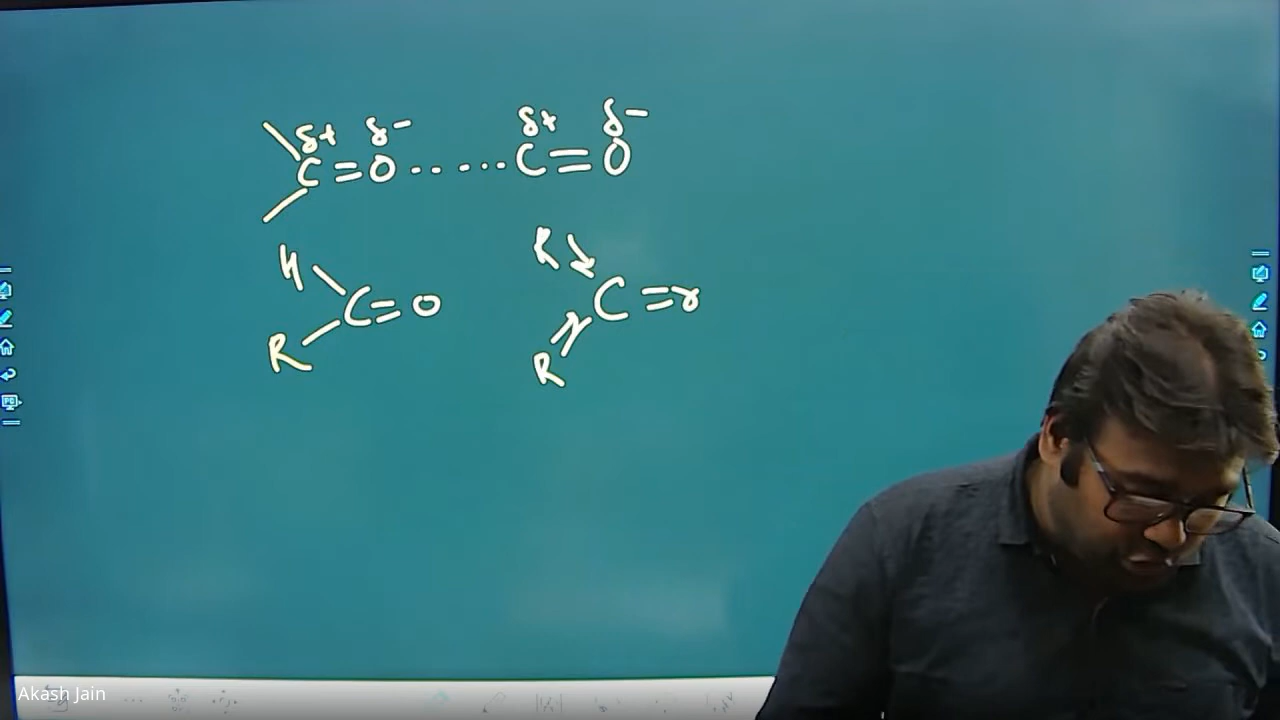 δ+ δ- δ+ δ-
C=O.......C=O
H R
C=O C=
R R
Akash Jain